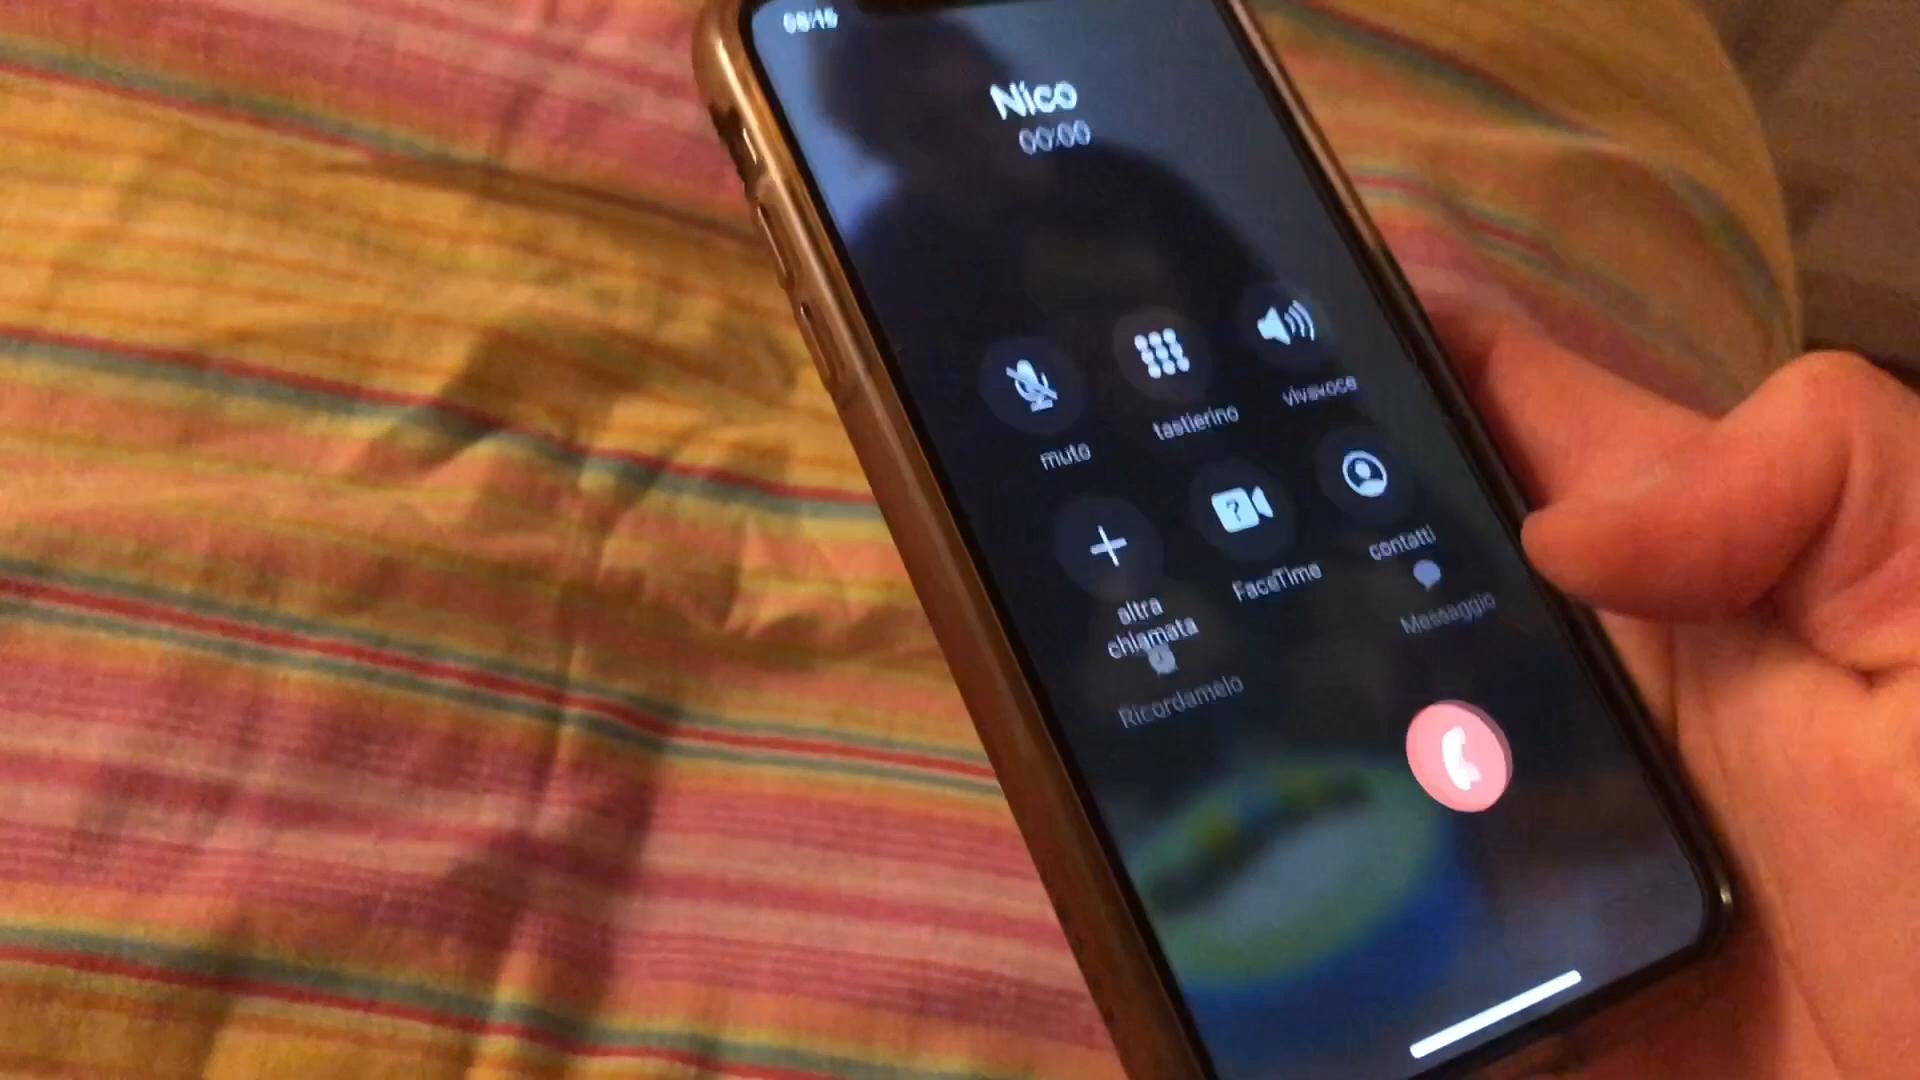 Nico
00:00
muto
tastierino
vivavoce
altra
chiamata
FaceTime
contatti
Ricordamelo
Messaggio